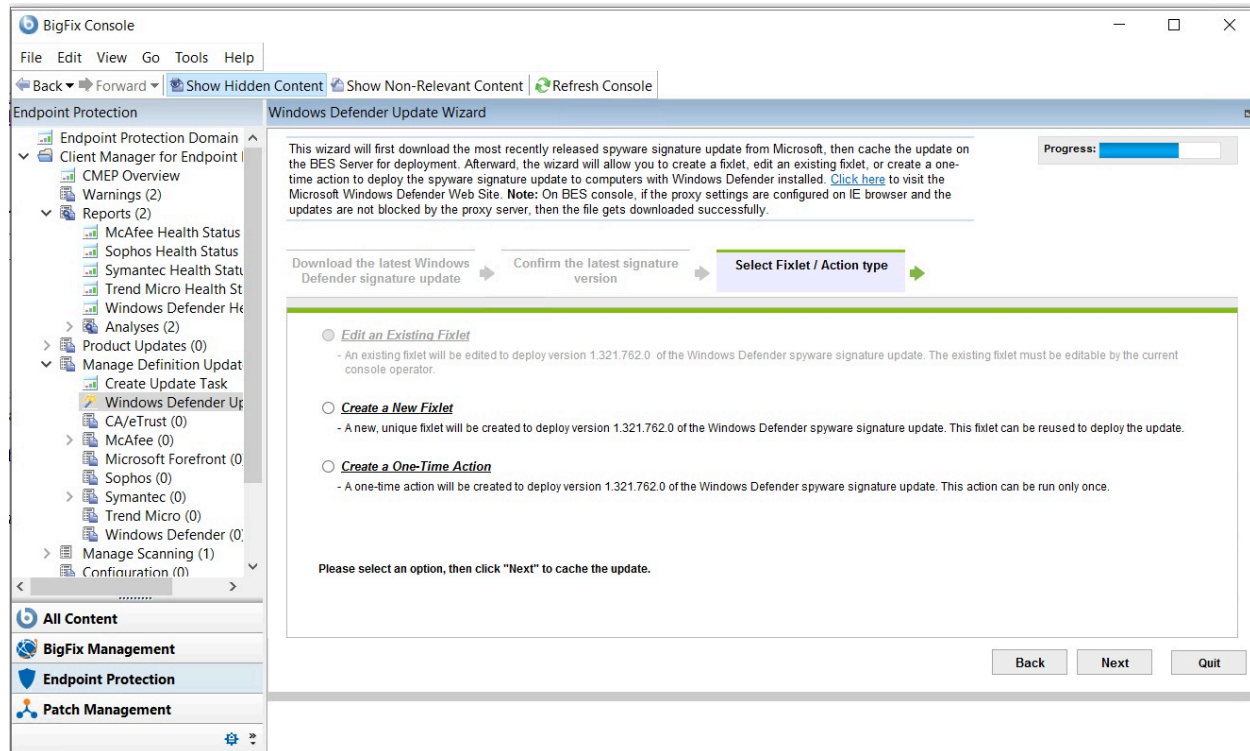 BigFix Console
File Edit View Go Tools Help
Back Forward Show Hidden Content Show Non-Relevant Content Refresh Console
Endpoint Protection
Endpoint Protection Domain
Client Manager for Endpoint
CMEP Overview
Warnings (2)
Reports (2)
McAfee Health Status
Sophos Health Status
Symantec Health Statu
Trend Micro Health St
Windows Defender He
Analyses (2)
Product Updates (0)
Manage Definition Updat
Create Update Task
Windows Defender Up
CA/eTrust (0)
McAfee (0)
Microsoft Forefront (0
Sophos (0)
Symantec (0)
Trend Micro (0)
Windows Defender (0)
Manage Scanning (1)
Configuration (0)
All Content
BigFix Management
Endpoint Protection
Patch Management
Windows Defender Update Wizard
This wizard will first download the most recently released spyware signature update from Microsoft, then cache the update on
the BES Server for deployment. Afterward, the wizard will allow you to create a fixlet, edit an existing fixlet, or create a one-
time action to deploy the spyware signature update to computers with Windows Defender installed. Click here to visit the
Microsoft Windows Defender Web Site. Note: On BES console, if the proxy settings are configured on IE browser and the
updates are not blocked by the proxy server, then the file gets downloaded successfully.
Progress:
Download the latest Windows
Defender signature update
Confirm the latest signature
version
Select Fixlet / Action type
Edit an Existing Fixlet
- An existing fixlet will be edited to deploy version 1.321.762.0 of the Windows Defender spyware signature update. The existing fixlet must be editable by the current
console operator.
Create a New Fixlet
- A new, unique fixlet will be created to deploy version 1.321.762.0 of the Windows Defender spyware signature update. This fixlet can be reused to deploy the update.
Create a One-Time Action
- A one-time action will be created to deploy version 1.321.762.0 of the Windows Defender spyware signature update. This action can be run only once.
Please select an option, then click "Next" to cache the update.
Back Next Quit